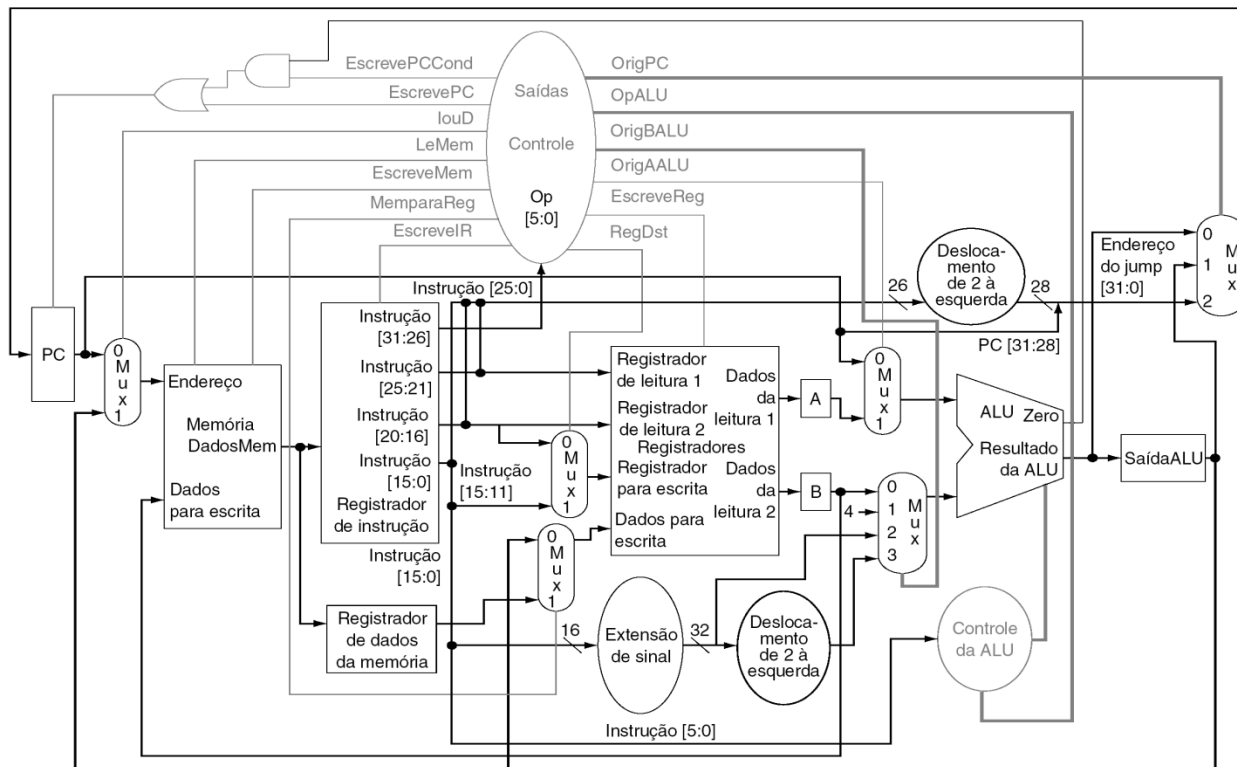 EscrevePCCond
EscrevePC
IouD
LeMem
EscreveMem
MemparaReg
EscreveIR
Saídas
Controle
Op
[5:0]
OrigPC
OpALU
OrigBALU
OrigAALU
EscreveReg
RegDst
PC
0
M
u
x
1
Endereço
Memória
DadosMem
Dados
para escrita
Instrução [25:0]
Instrução
[31:26]
Instrução
[25:21]
Instrução
[20:16]
Instrução
[15:0]
Registrador
de instrução
Instrução
[15:11]
Instrução
[15:0]
Registrador
de dados
da memória
0
M
u
x
1
0
M
u
x
1
Registrador
de leitura 1
Registrador
de leitura 2
Registradores
Registrador
para escrita
Dados para
escrita
Dados
da
leitura 1
Dados
da
leitura 2
A
B
16
Extensão
de sinal
32
Deslocamento
de 2 à
esquerda
Instrução [5:0]
26
Desloca-
mento
de 2 à
esquerda
28
PC [31:28]
0
M
u
x
1
4
0
1
2
3
M
u
x
ALU
Zero
Resultado
da ALU
SaídaALU
Controle
da ALU
Endereço
do jump
[31:0]
0
1
2
M
u
x